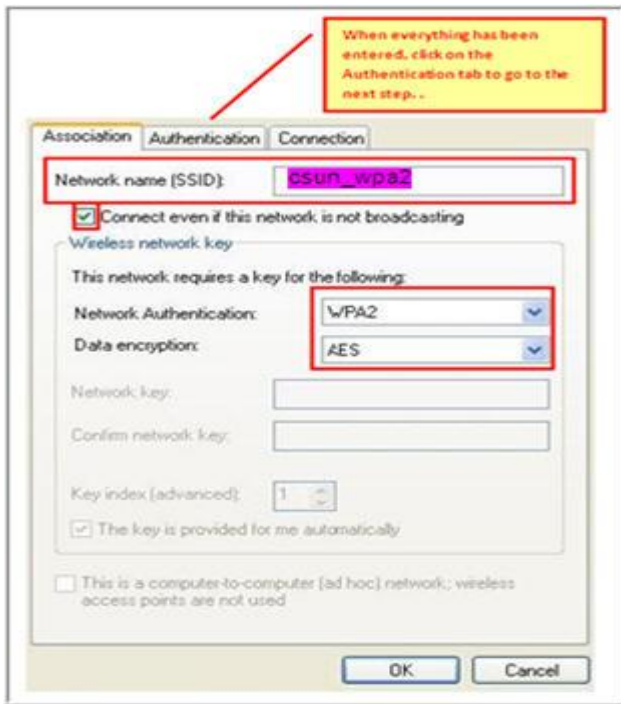 When everything has been
entered, click on the
Authentication tab to go to the
next step. .
Association Authentication Connection
Network name (SSID): csun_wpa2
Connect even if this network is not broadcasting
Wireless network key
This network requires a key for the following:
Network Authentication: WPA2
Data encryption: AES
Network key:
Confirm network key:
Key index (advanced): 1
The key is provided for me automatically
This is a computer-to-computer (ad hoc) network; wireless
access points are not used
OK Cancel